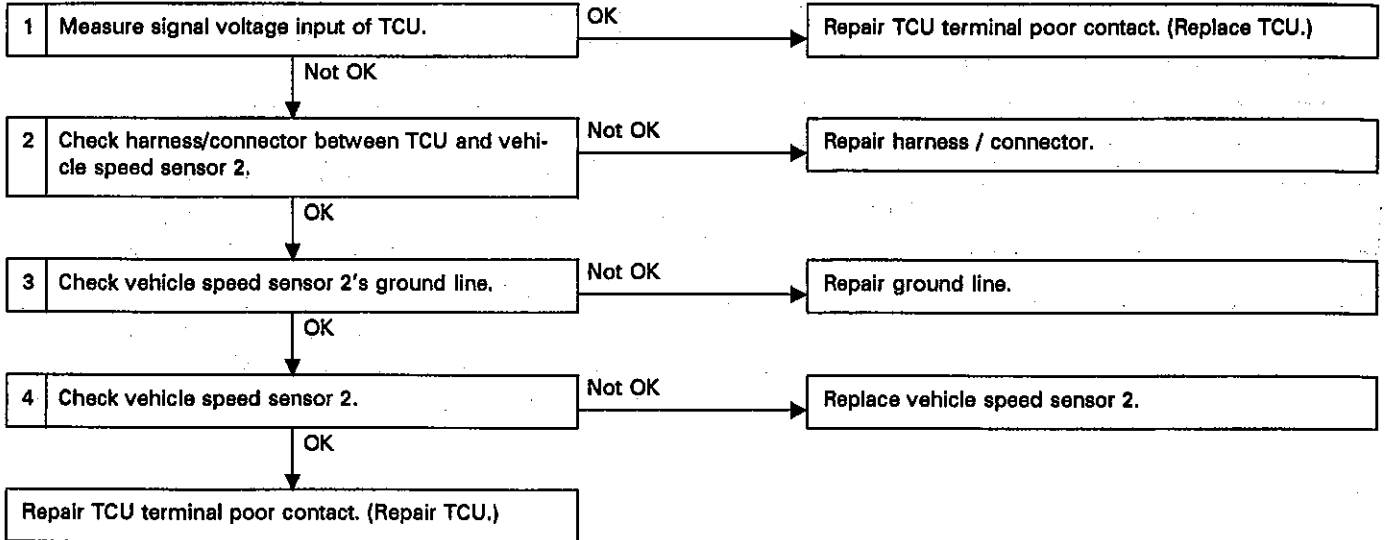 1 Measure signal voltage input of TCU.
OK
Repair TCU terminal poor contact. (Replace TCU.)
Not OK
2 Check harness/connector between TCU and vehi-
cle speed sensor 2.
Not OK
Repair harness / connector.
OK
3 Check vehicle speed sensor 2's ground line.
Not OK
Repair ground line.
OK
4 Check vehicle speed sensor 2.
Not OK
Replace vehicle speed sensor 2.
OK
Repair TCU terminal poor contact. (Repair TCU.)